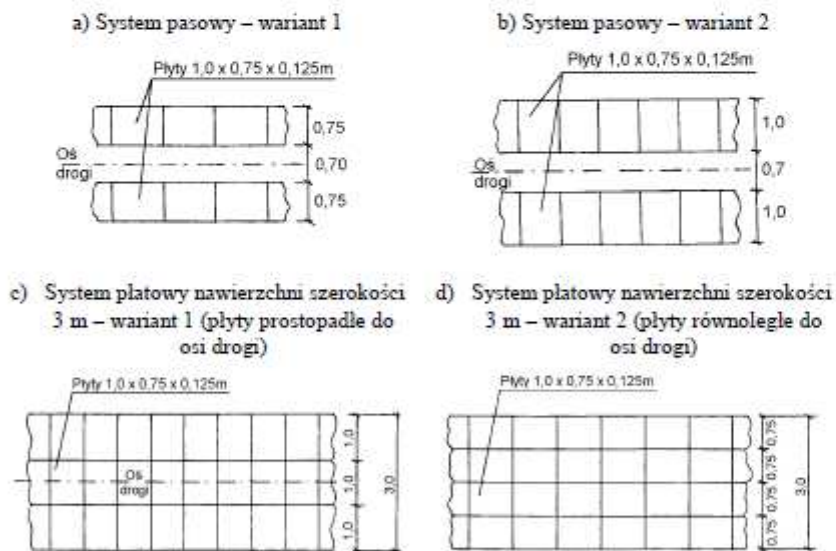 a) System pasowy – wariant 1
Płyty 1,0 x 0,75 x 0,125m
Oś
drogi
0,75
0,70
0,75
b) System pasowy – wariant 2
Płyty 1,0 x 0,75 x 0,125m
Oś
drogi
1,0
0,7
1,0
c) System płatowy nawierzchni szerokości
3 m – wariant 1 (płyty prostopadłe do
osi drogi)
Płyty 1,0 x 0,75 x 0,125m
Oś
drogi
1,0
1,0
1,0
3,0
d) System płatowy nawierzchni szerokości
3 m – wariant 2 (płyty równoległe do
osi drogi)
Płyty 1,0 x 0,75 x 0,125m
0,75
0,75
0,75
0,75
3,0